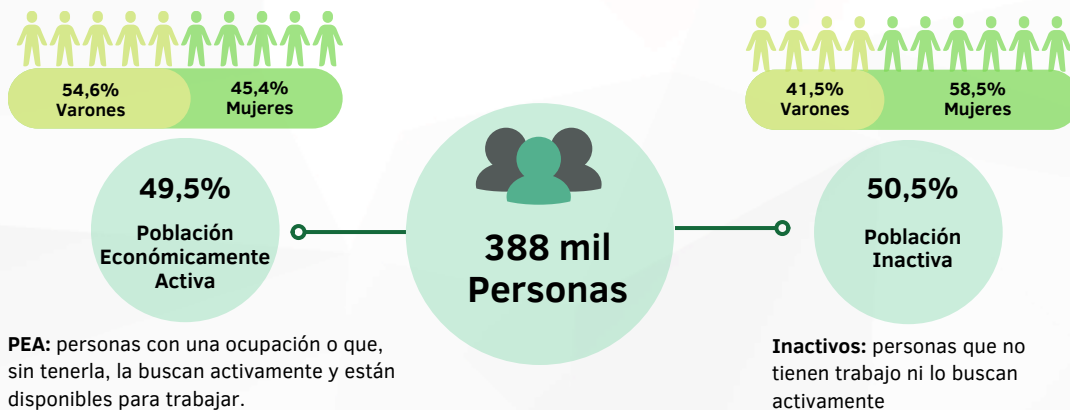 54,6%
Varones
45,4%
Mujeres
49,5%
Población
Económicamente
Activa
PEA: personas con una ocupación o que,
sin tenerla, la buscan activamente y están
disponibles para trabajar.
388 mil
Personas
41,5%
Varones
58,5%
Mujeres
50,5%
Población
Inactiva
Inactivos: personas que no
tienen trabajo ni lo buscan
activamente